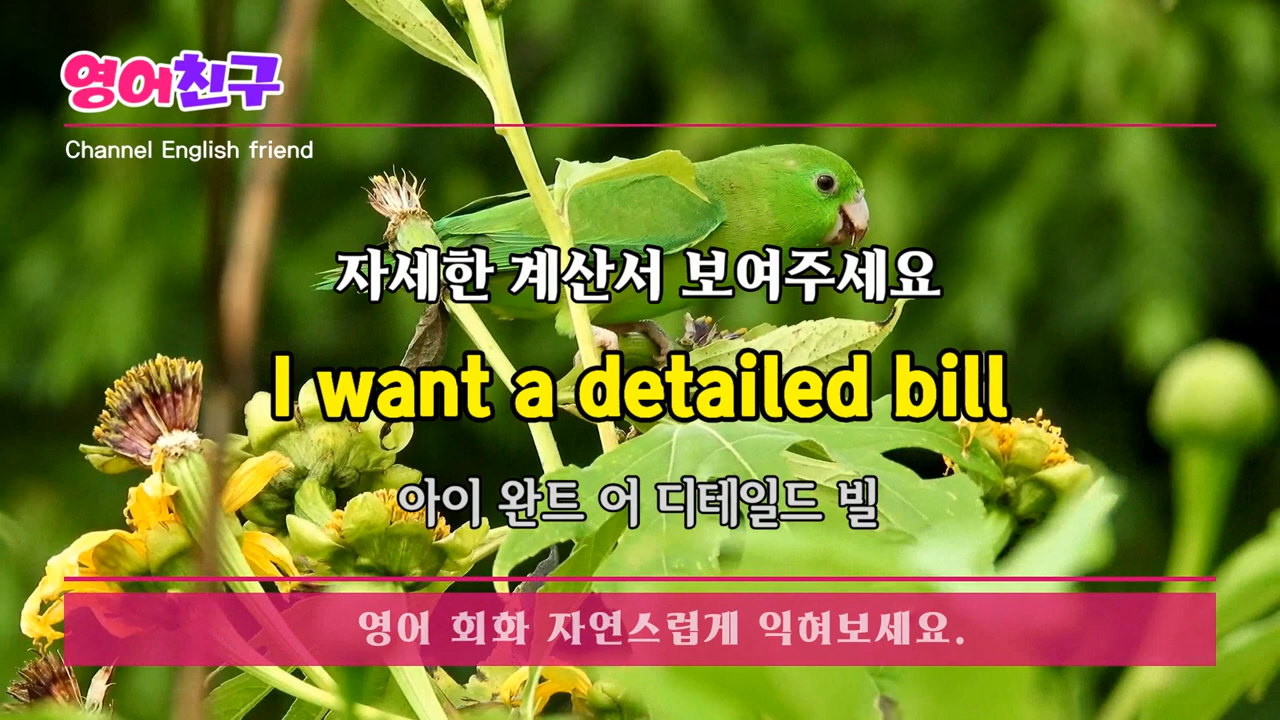 영어친구
Channel English friend
자세한 계산서 보여주세요
I want a detailed bill
아이 완트 어 디테일드 빌
영어 회화 자연스럽게 익혀보세요.